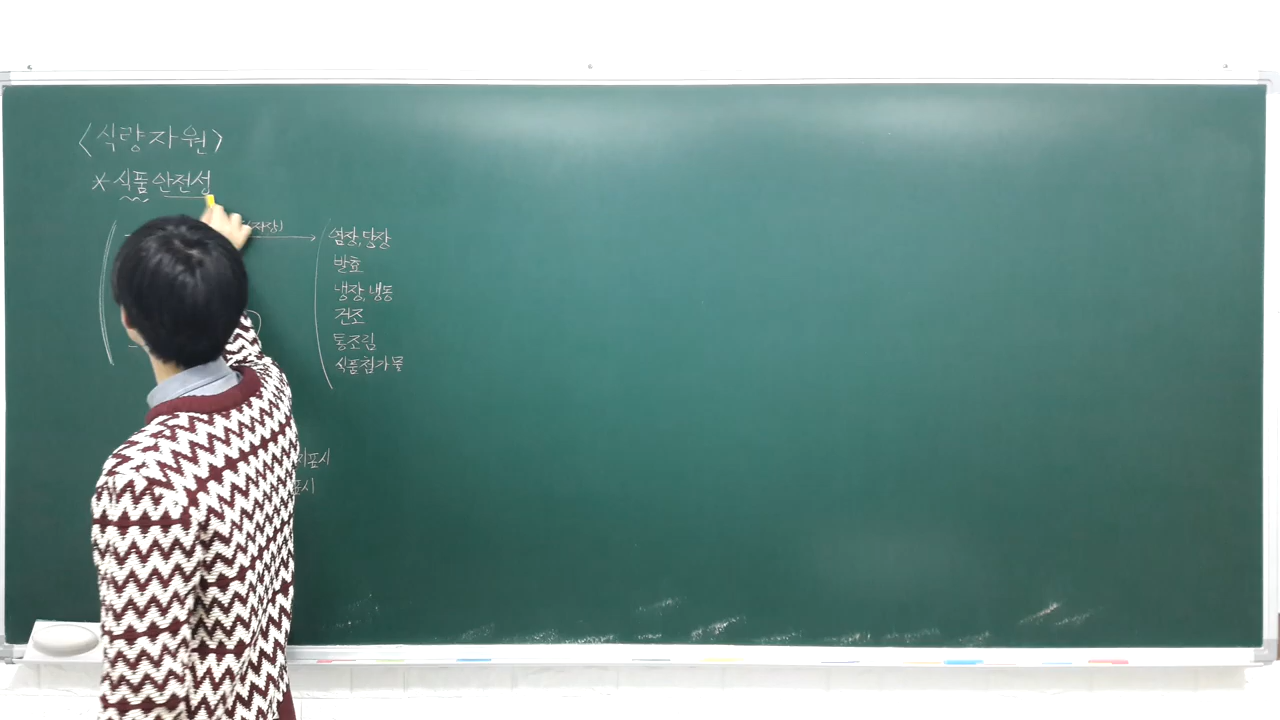 <식량자원>
* 식품 안전성
저장)
염장, 당장
발효
냉장, 냉동
건조
통조림
식품첨가물
표시
표시